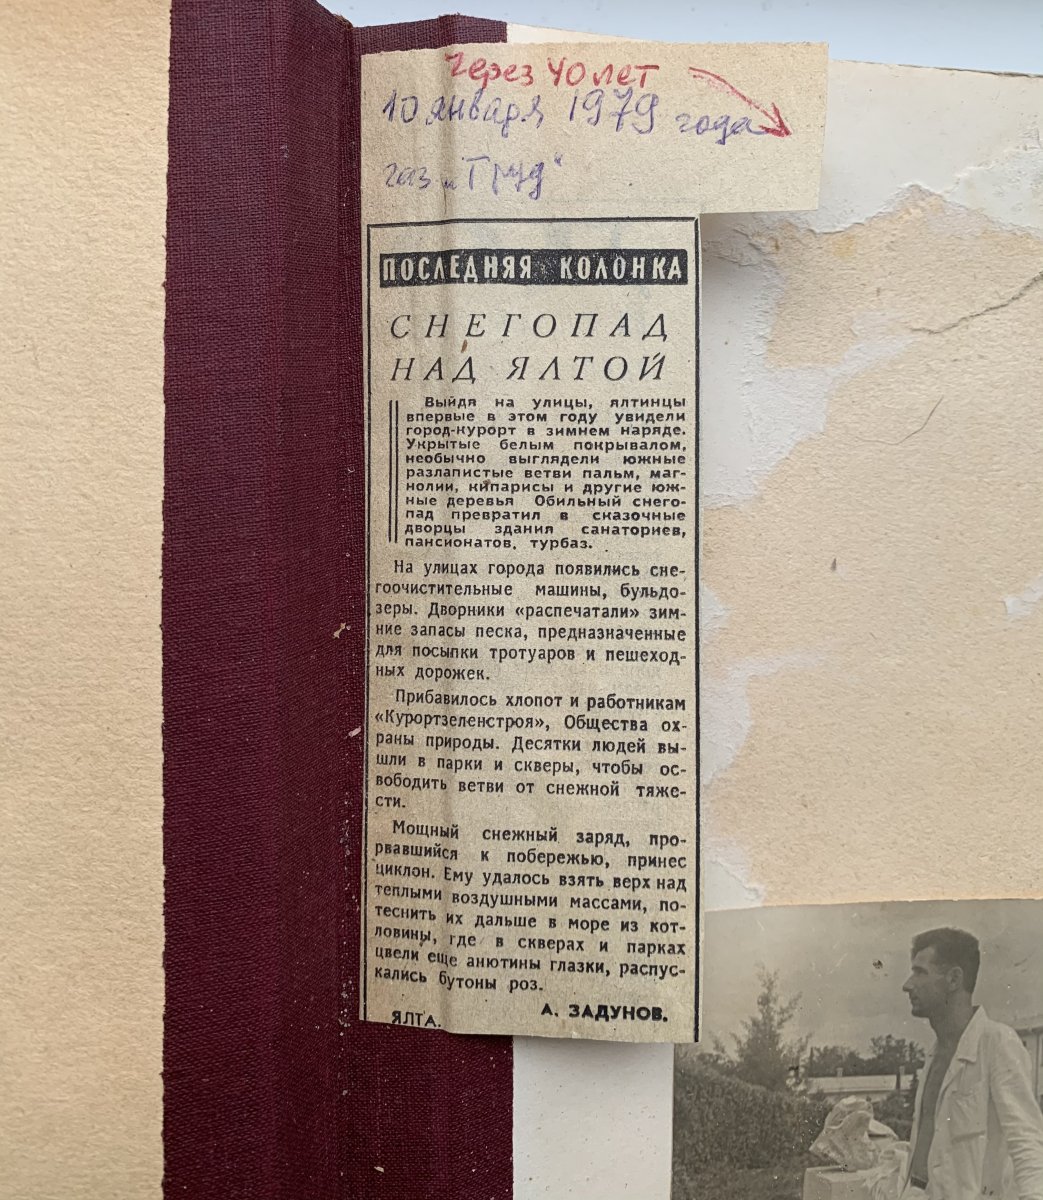 Через 40 лет
10 января 1979 года
газ „Труд“
ПОСЛЕДНЯЯ КОЛОНКА
СНЕГОПАД
НАД ЯЛТОЙ
Выйдя на улицы, ялтинцы
впервые в этом году увидели
город-курорт в зимнем наряде.
Укрытые белым покрывалом,
необычно выглядели южные
разлапистые ветви пальм, маг-
нолии, кипарисы и другие юж-
ные деревья Обильный снего-
пад превратил в сказочные
дворцы здания санаториев,
пансионатов, турбаз.
На улицах города появились сне-
гоочистительные машины, бульдо-
зеры. Дворники «распечатали» зим-
ние запасы песка, предназначенные
для посыпки тротуаров и пешеход-
ных дорожек.
Прибавилось хлопот и работникам
«Курортзеленстроя», Общества ох-
раны природы. Десятки людей вы-
шли в парки и скверы, чтобы ос-
вободить ветви от снежной тяже-
сти.
Мощный снежный заряд, про-
рвавшийся к побережью, принес
циклон. Ему удалось взять верх над
теплыми воздушными массами, по-
теснить их дальше в море из кот-
ловины, где в скверах и парках
цвели еще анютины глазки, распус-
кались бутоны роз.
А. ЗАДУНОВ.
ЯЛТА.